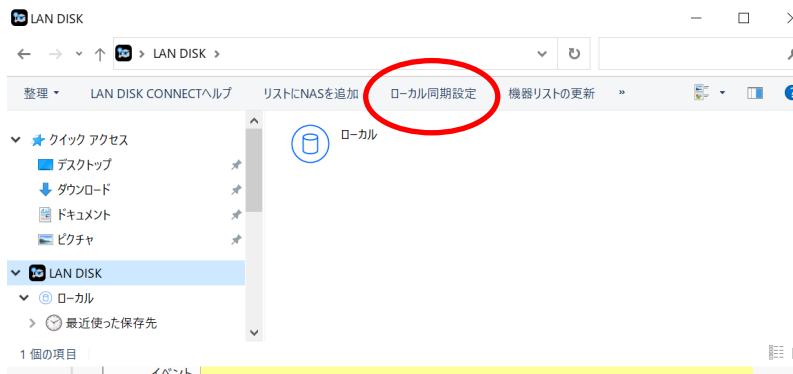 LAN DISK
LAN DISK
整理 LAN DISK CONNECTヘルプ リストにNASを追加 ローカル同期設定 機器リストの更新 »
クイック アクセス
デスクトップ
ダウンロード
ドキュメント
ピクチャ
LAN DISK
ローカル
最近使った保存先
ローカル
1 個の項目
イベント